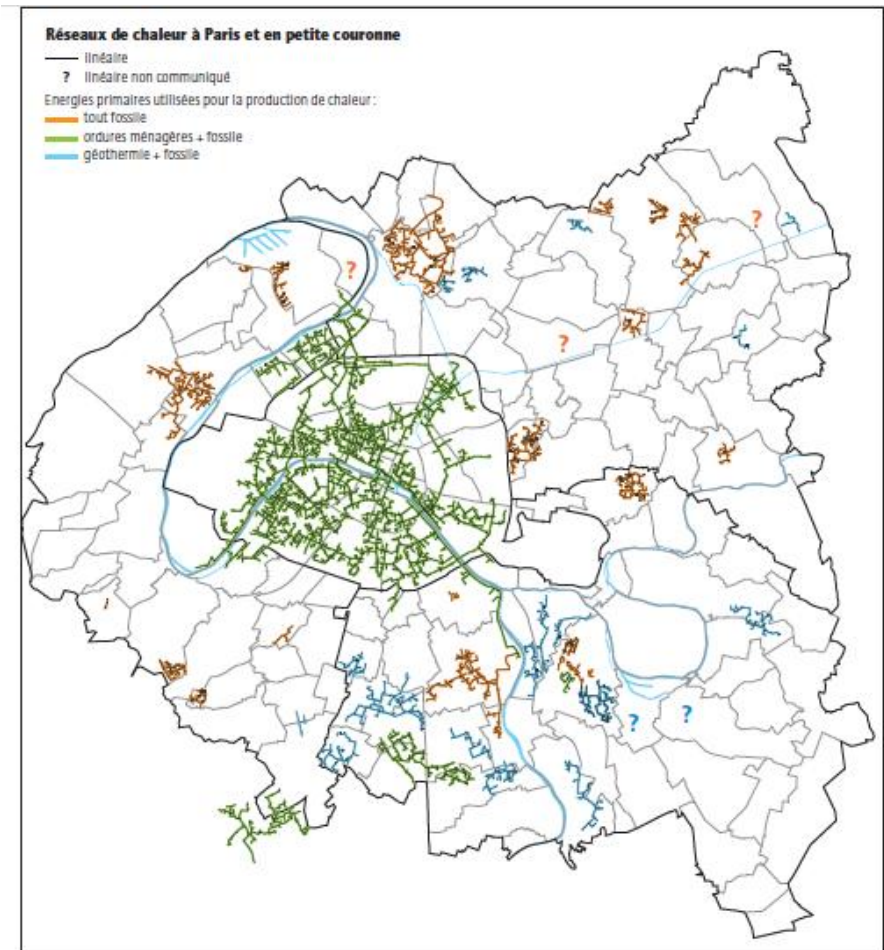 Réseaux de chaleur à Paris et en petite couronne
linéaire
? linéaire non communiqué
Energies primaires utilisées pour la production de chaleur :
tout fossile
ordures ménagères + fossile
géothermie + fossile
?
?
?
?
?